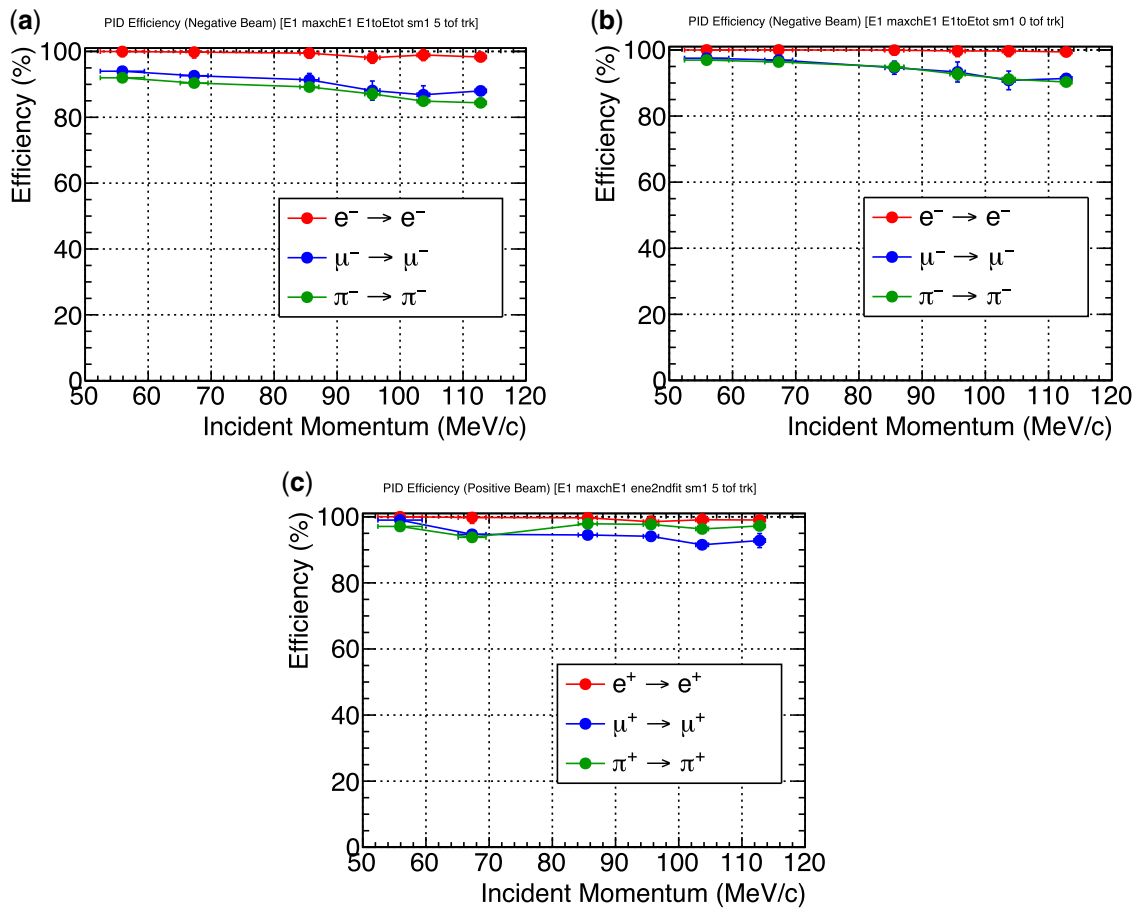 (a)
PID Efficiency (Negative Beam) [E1 maxchE1 E1toEtot sm1 5 tof trk]
Efficiency (%)
100
80
60
40
20
0
e⁻ → e⁻
μ⁻ → μ⁻
π⁻ → π⁻
50 60 70 80 90 100 110 120
Incident Momentum (MeV/c)
(b)
PID Efficiency (Negative Beam) [E1 maxchE1 E1toEtot sm1 0 tof trk]
Efficiency (%)
100
80
60
40
20
0
e⁻ → e⁻
μ⁻ → μ⁻
π⁻ → π⁻
50 60 70 80 90 100 110 120
Incident Momentum (MeV/c)
(c)
PID Efficiency (Positive Beam) [E1 maxchE1 ene2ndfit sm1 5 tof trk]
Efficiency (%)
100
80
60
40
20
0
e⁺ → e⁺
μ⁺ → μ⁺
π⁺ → π⁺
50 60 70 80 90 100 110 120
Incident Momentum (MeV/c)